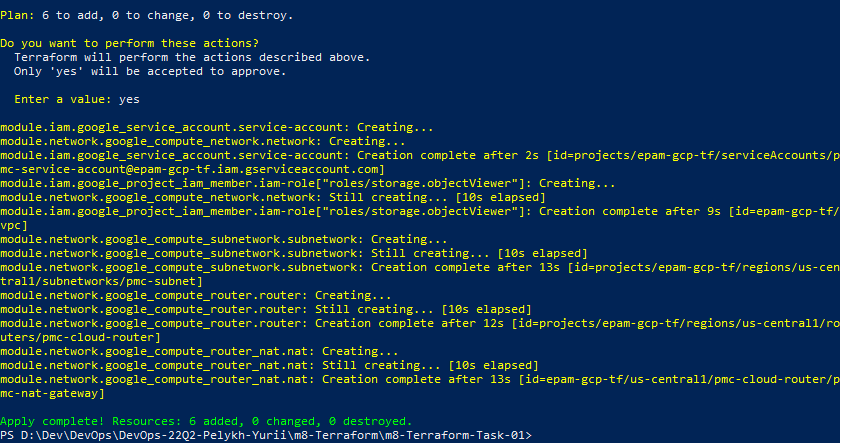 Plan: 6 to add, 0 to change, 0 to destroy.
Do you want to perform these actions?
Terraform will perform the actions described above.
Only 'yes' will be accepted to approve.
Enter a value: yes
module.iam.google_service_account.service-account: Creating...
module.network.google_compute_network.network: Creating...
module.iam.google_service_account.service-account: Creation complete after 2s [id=projects/epam-gcp-tf/serviceAccounts/p
mc-service-account@epam-gcp-tf.iam.gserviceaccount.com]
module.iam.google_project_iam_member.iam-role["roles/storage.objectViewer"]: Creating...
module.network.google_compute_network.network: Still creating... [10s elapsed]
module.iam.google_project_iam_member.iam-role["roles/storage.objectViewer"]: Creation complete after 9s [id=epam-gcp-tf/
vpc]
module.network.google_compute_subnetwork.subnetwork: Creating...
module.network.google_compute_subnetwork.subnetwork: Still creating... [10s elapsed]
module.network.google_compute_subnetwork.subnetwork: Creation complete after 13s [id=projects/epam-gcp-tf/regions/us-cen
tral1/subnetworks/pmc-subnet]
module.network.google_compute_router.router: Creating...
module.network.google_compute_router.router: Still creating... [10s elapsed]
module.network.google_compute_router.router: Creation complete after 12s [id=projects/epam-gcp-tf/regions/us-central1/ro
uters/pmc-cloud-router]
module.network.google_compute_router_nat.nat: Creating...
module.network.google_compute_router_nat.nat: Still creating... [10s elapsed]
module.network.google_compute_router_nat.nat: Creation complete after 13s [id=epam-gcp-tf/us-central1/pmc-cloud-router/p
mc-nat-gateway]
Apply complete! Resources: 6 added, 0 changed, 0 destroyed.
PS D:\Dev\DevOps\DevOps-22Q2-Pelykh-Yurii\m8-Terraform\m8-Terraform-Task-01>